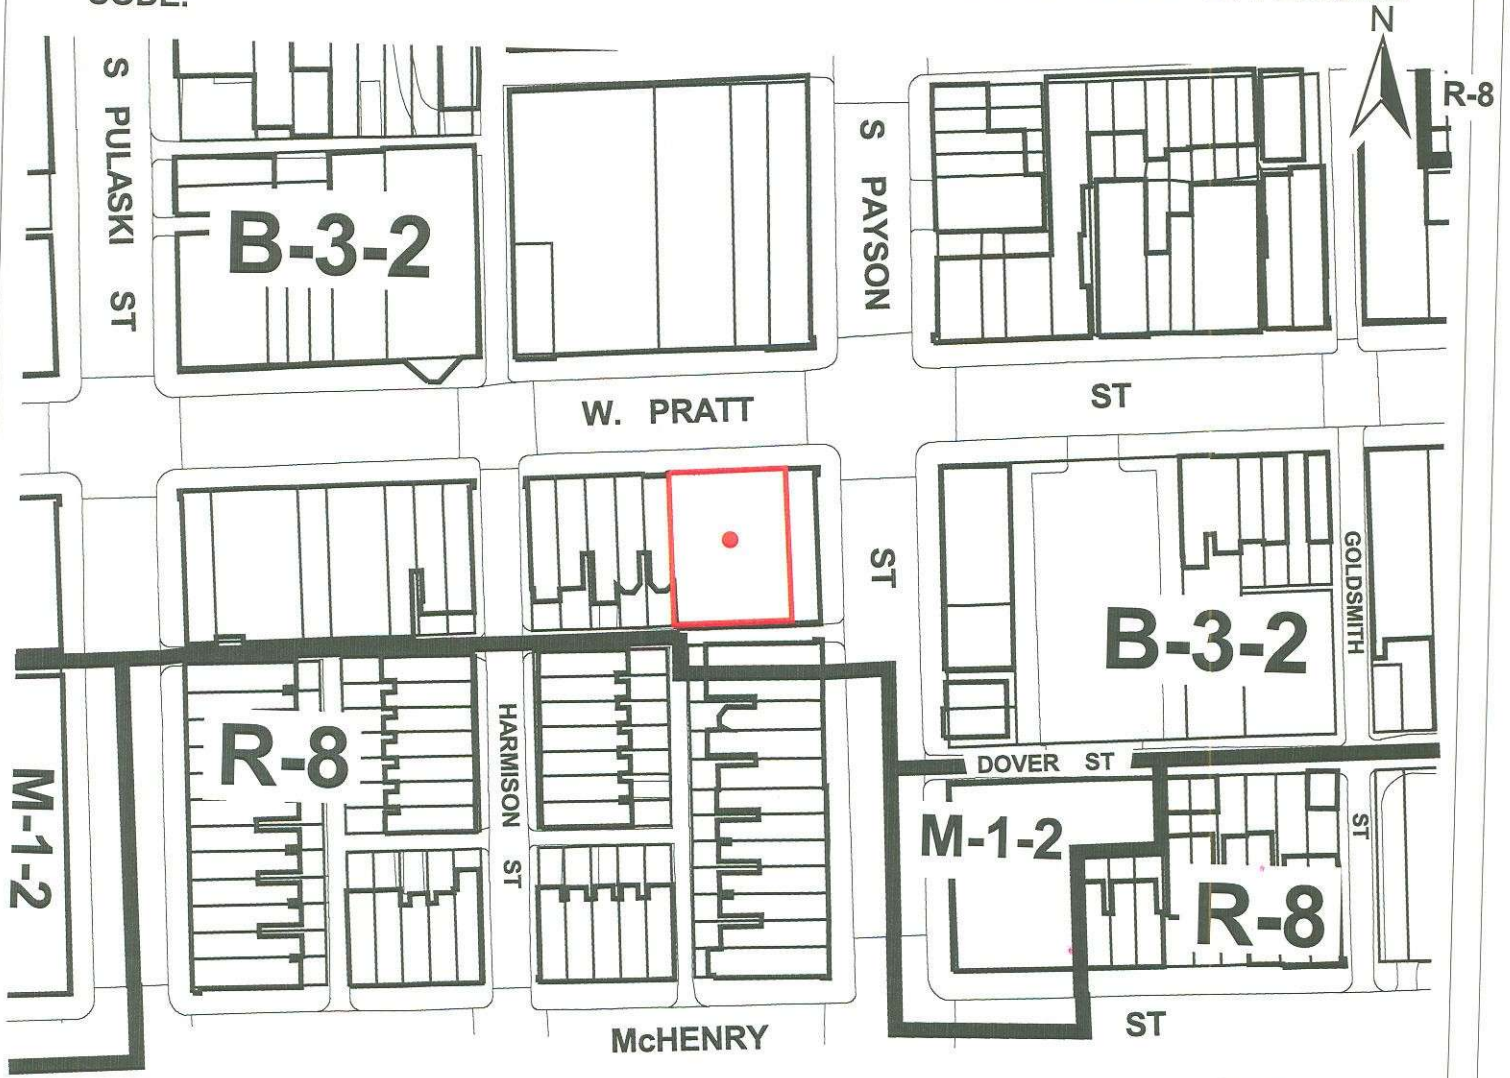 CODE:
N
R-8
S PULASKI ST
S PAYSON ST
B-3-2
W. PRATT ST
GOLDSMITH ST
B-3-2
R-8
HARMISON ST
DOVER ST
M-1-2
M-1-2
R-8
McHENRY ST